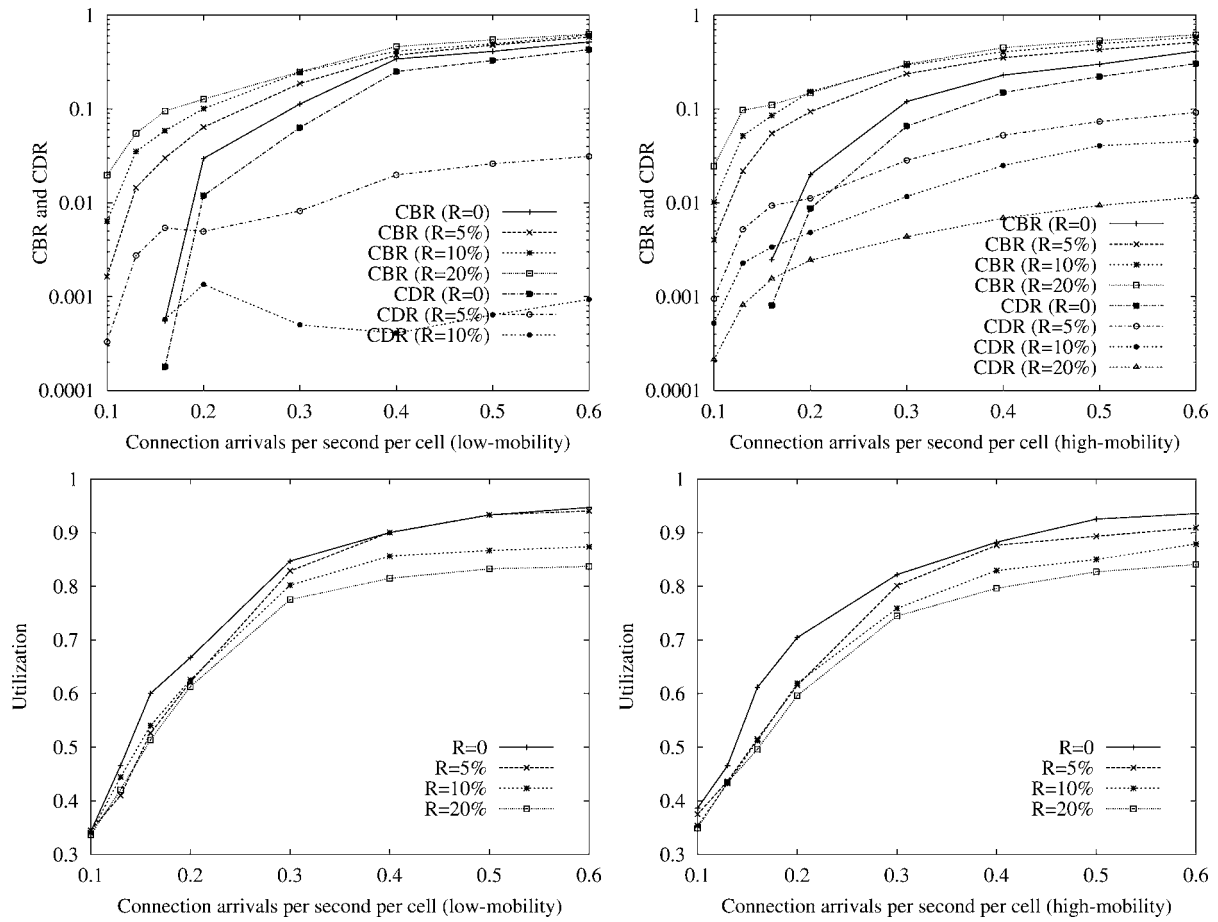 1
0.1
0.01
0.001
0.0001
CBR and CDR
CBR (R=0)
CBR (R=5%)
CBR (R=10%)
CBR (R=20%)
CDR (R=0)
CDR (R=5%)
CDR (R=10%)
0.1 0.2 0.3 0.4 0.5 0.6
Connection arrivals per second per cell (low-mobility)
1
0.1
0.01
0.001
0.0001
CBR and CDR
CBR (R=0)
CBR (R=5%)
CBR (R=10%)
CBR (R=20%)
CDR (R=0)
CDR (R=5%)
CDR (R=10%)
CDR (R=20%)
0.1 0.2 0.3 0.4 0.5 0.6
Connection arrivals per second per cell (high-mobility)
1
0.9
0.8
0.7
0.6
0.5
0.4
0.3
Utilization
R=0
R=5%
R=10%
R=20%
0.1 0.2 0.3 0.4 0.5 0.6
Connection arrivals per second per cell (low-mobility)
1
0.9
0.8
0.7
0.6
0.5
0.4
0.3
Utilization
R=0
R=5%
R=10%
R=20%
0.1 0.2 0.3 0.4 0.5 0.6
Connection arrivals per second per cell (high-mobility)